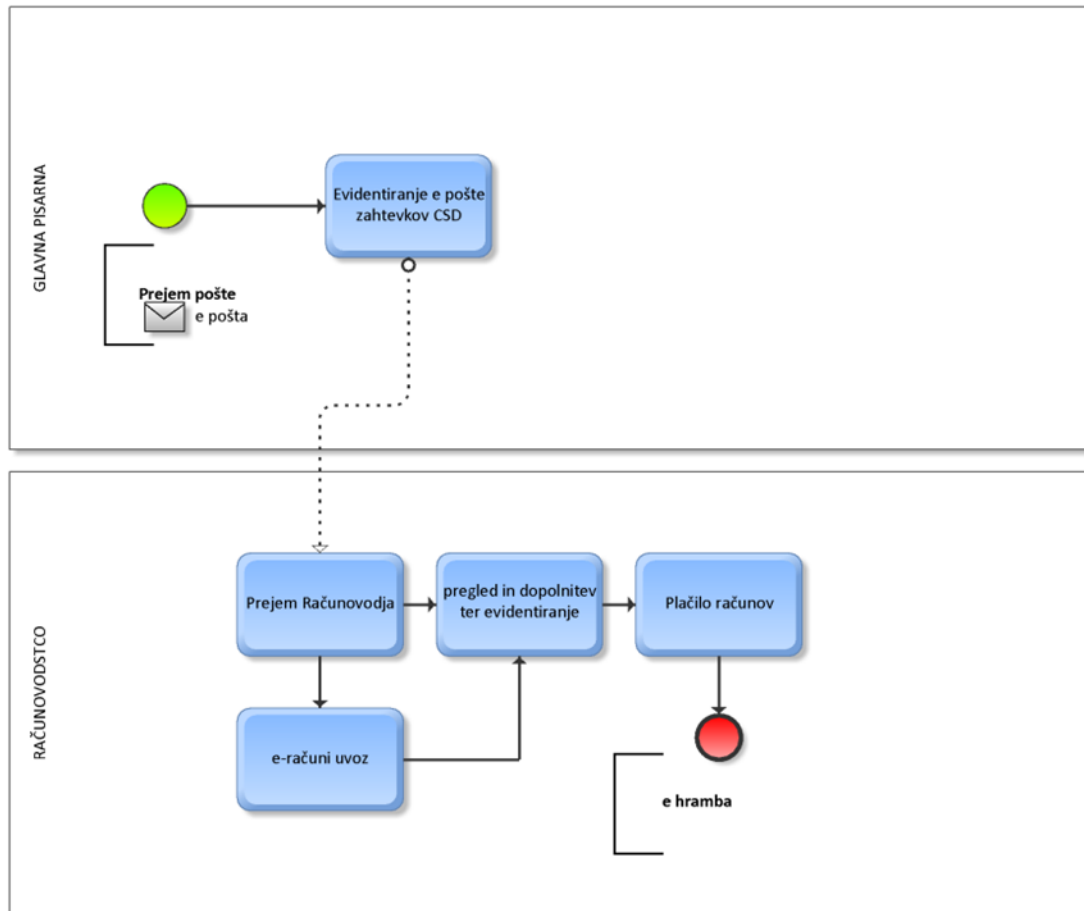 GLAVNA PISARNA
Evidentiranje e pošte
zahtevkov CSD
Prejem pošte
e pošta
RAČUNOVODSTCO
Prejem Računovodja
pregled in dopolnitev
ter evidentiranje
Plačilo računov
e-računi uvoz
e hramba